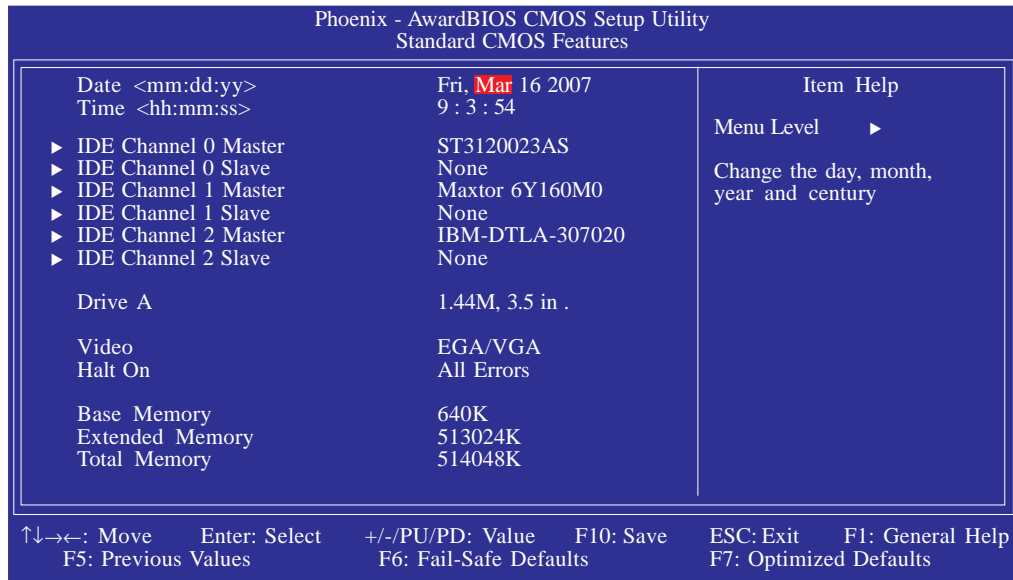 Phoenix - AwardBIOS CMOS Setup Utility
Standard CMOS Features
Date <mm:dd:yy> Fri, Mar 16 2007
Time <hh:mm:ss> 9 : 3 : 54
▶ IDE Channel 0 Master ST3120023AS
▶ IDE Channel 0 Slave None
▶ IDE Channel 1 Master Maxtor 6Y160M0
▶ IDE Channel 1 Slave None
▶ IDE Channel 2 Master IBM-DTLA-307020
▶ IDE Channel 2 Slave None
Drive A 1.44M, 3.5 in .
Video EGA/VGA
Halt On All Errors
Base Memory 640K
Extended Memory 513024K
Total Memory 514048K
Item Help
Menu Level ▶
Change the day, month,
year and century
↑↓→←: Move Enter: Select +/-/PU/PD: Value F10: Save ESC: Exit F1: General Help
F5: Previous Values F6: Fail-Safe Defaults F7: Optimized Defaults